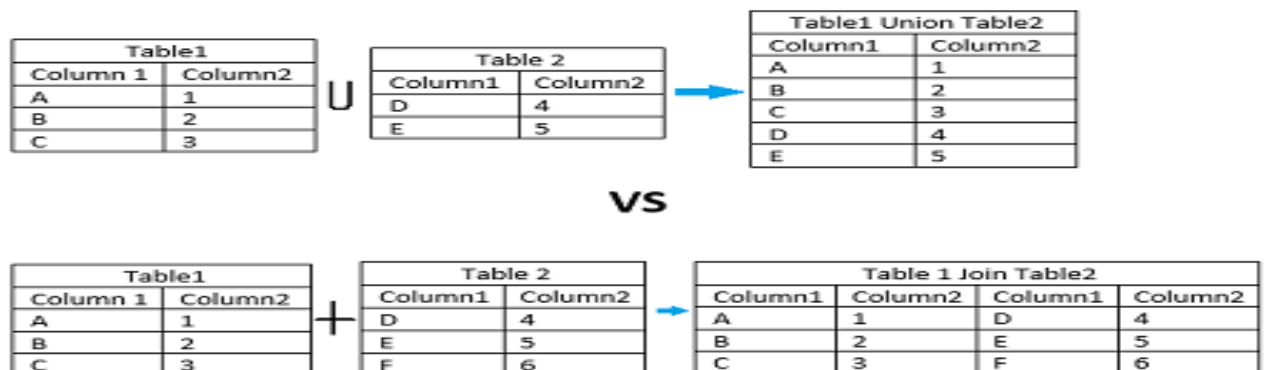 Table1
Column 1 Column2
A 1
B 2
C 3
U
Table 2
Column1 Column2
D 4
E 5
Table1 Union Table2
Column1 Column2
A 1
B 2
C 3
D 4
E 5
VS
Table1
Column 1 Column2
A 1
B 2
C 3
+
Table 2
Column1 Column2
D 4
E 5
F 6
Table 1 Join Table2
Column1 Column2 Column1 Column2
A 1 D 4
B 2 E 5
C 3 F 6